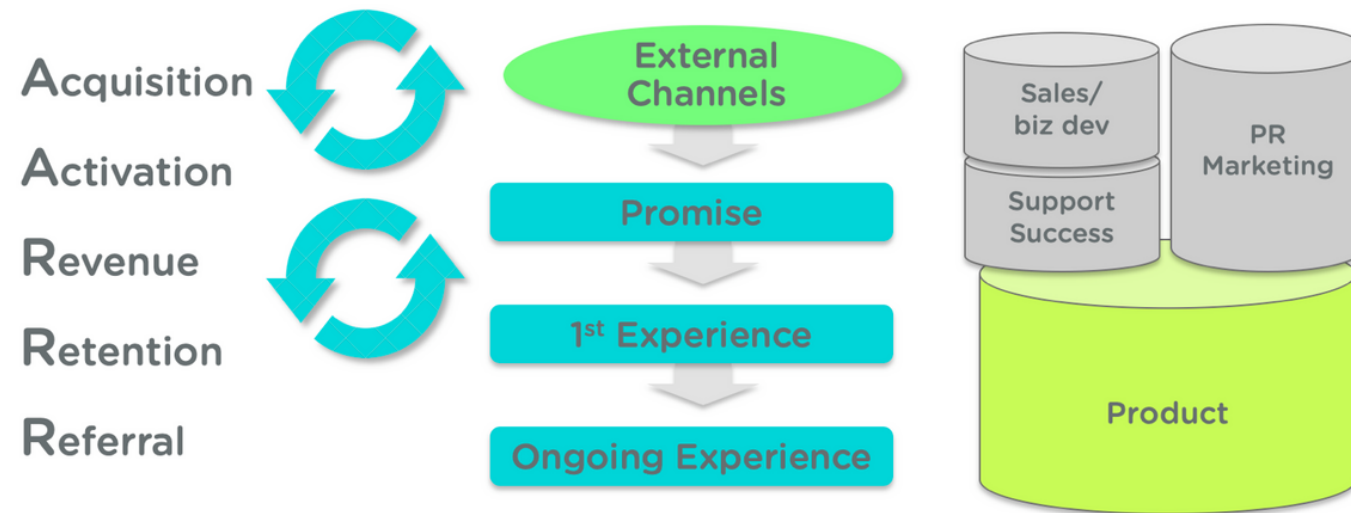 Acquisition
Activation
Revenue
Retention
Referral
External
Channels
Promise
1st Experience
Ongoing Experience
Sales/
biz dev
Support
Success
PR
Marketing
Product